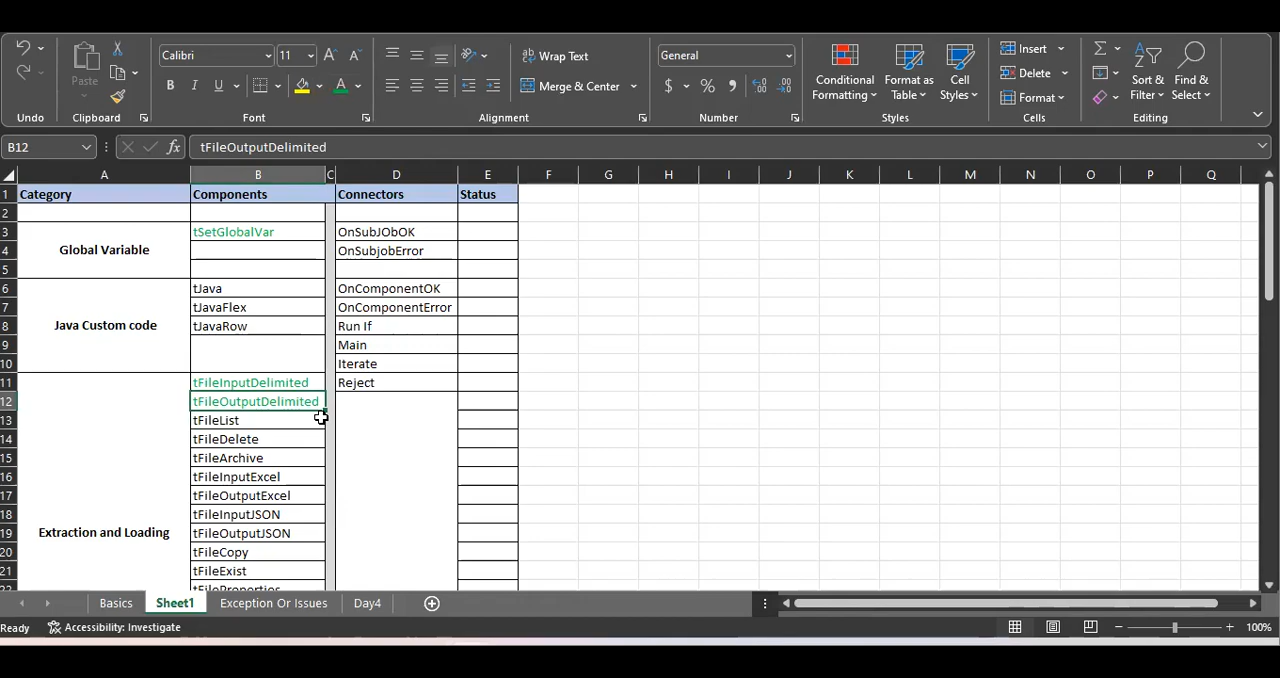 Calibri 11 Wrap Text General Insert
Paste Merge & Center $ % Conditional Formatting Format as Table Cell Styles Delete Format Sort & Filter Find & Select
Undo Clipboard Font Alignment Number Styles Cells Editing
B12 fx tFileOutputDelimited
A B C D E F G H I J K L M N O P Q
1 Category Components Connectors Status
2
3 tSetGlobalVar OnSubJObOK
4 Global Variable OnSubjobError
5
6 tJava OnComponentOK
7 tJavaFlex OnComponentError
8 Java Custom code tJavaRow Run If
9 Main
10 Iterate
11 tFileInputDelimited Reject
12 tFileOutputDelimited
13 tFileList
14 tFileDelete
15 tFileArchive
16 tFileInputExcel
17 tFileOutputExcel
18 tFileInputJSON
19 Extraction and Loading tFileOutputJSON
20 tFileCopy
21 tFileExist
22 tFileProperties
Basics Sheet1 Exception Or Issues Day4
Ready Accessibility: Investigate 100%